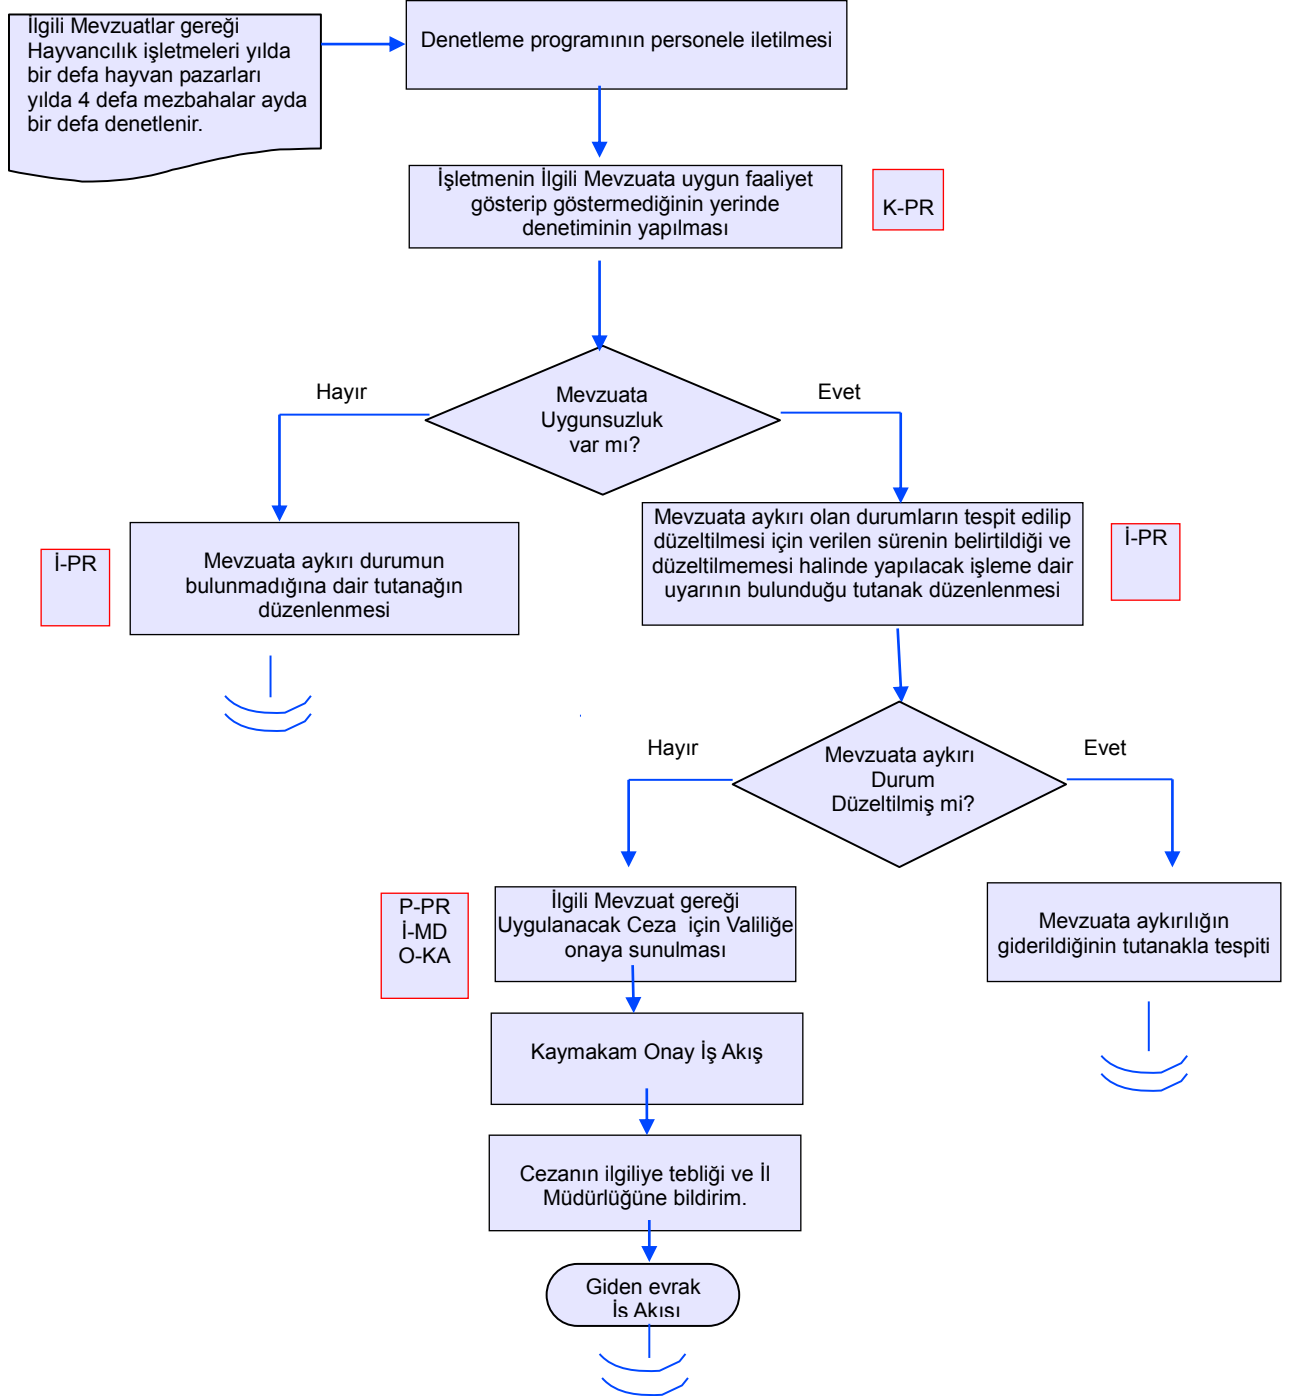 İlgili Mevzuatlar gereği
Hayvancılık işletmeleri yılda
bir defa hayvan pazarları
yılda 4 defa mezbahalar ayda
bir defa denetlenir.
Denetleme programının personele iletilmesi
İşletmenin İlgili Mevzuata uygun faaliyet
gösterip göstermediğinin yerinde
denetiminin yapılması
K-PR
Mevzuata
Uygunsuzluk
var mı?
Hayır
Evet
İ-PR
Mevzuata aykırı durumun
bulunmadığına dair tutanağın
düzenlenmesi
Mevzuata aykırı olan durumların tespit edilip
düzeltilmesi için verilen sürenin belirtildiği ve
düzeltilmemesi halinde yapılacak işleme dair
uyarının bulunduğu tutanak düzenlenmesi
İ-PR
Hayır
Mevzuata aykırı
Durum
Düzeltilmiş mi?
Evet
P-PR
İ-MD
O-KA
İlgili Mevzuat gereği
Uygulanacak Ceza  için Valiliğe
onaya sunulması
Mevzuata aykırılığın
giderildiğinin tutanakla tespiti
Kaymakam Onay İş Akış
Cezanın ilgiliye tebliği ve İl
Müdürlüğüne bildirim.
Giden evrak
İş Akışı